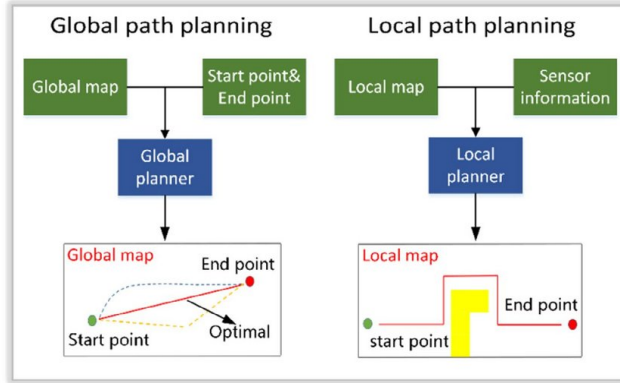 Global path planning
Global map
Start point&
End point
Global
planner
Global map
End point
Start point
Optimal
Local path planning
Local map
Sensor
information
Local
planner
Local map
End point
start point